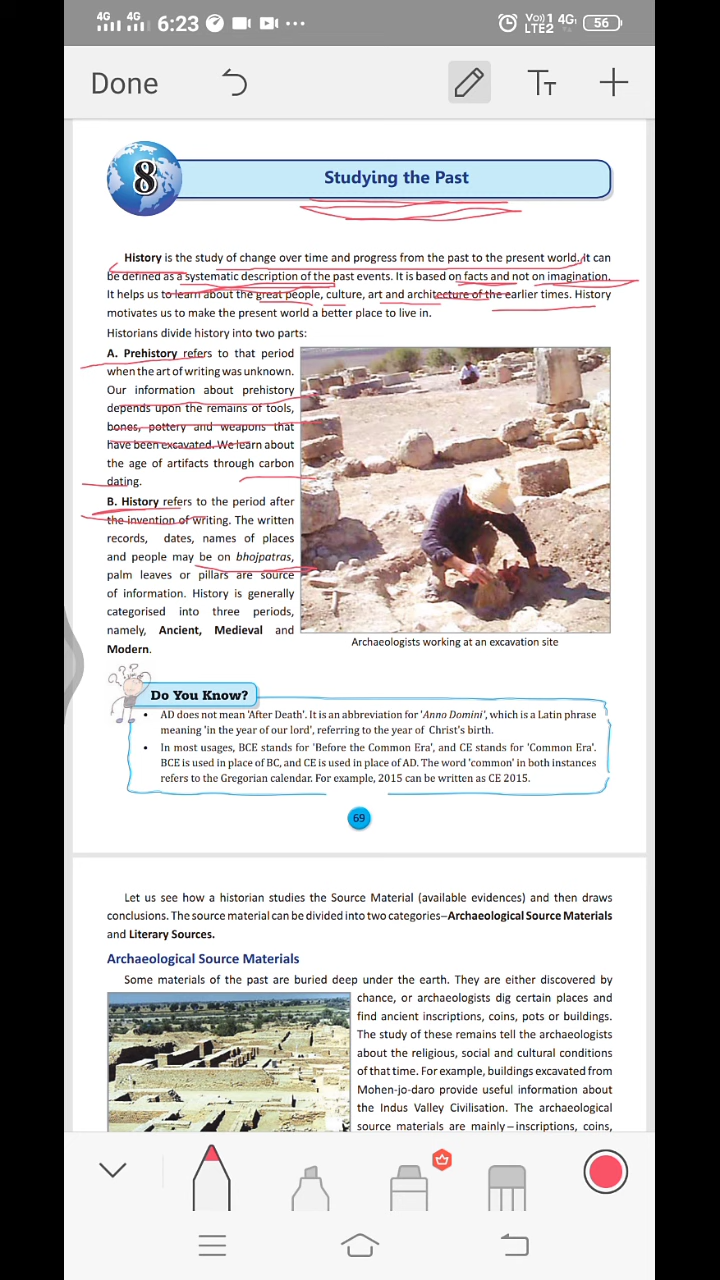 4G 4G 6:23 Vo)) 1 4G LTE2 56
Done
TT
8
Studying the Past
History is the study of change over time and progress from the past to the present world. It can
be defined as a systematic description of the past events. It is based on facts and not on imagination.
It helps us to learn about the great people, culture, art and architecture of the earlier times. History
motivates us to make the present world a better place to live in.
Historians divide history into two parts:
A. Prehistory refers to that period
when the art of writing was unknown.
Our information about prehistory
depends upon the remains of tools,
bones, pottery and weapons that
have been excavated. We learn about
the age of artifacts through carbon
dating.
B. History refers to the period after
the invention of writing. The written
records, dates, names of places
and people may be on bhojpatras,
palm leaves or pillars are source
of information. History is generally
categorised into three periods,
namely, Ancient, Medieval and
Modern.
Archaeologists working at an excavation site
???
Do You Know?
• AD does not mean 'After Death'. It is an abbreviation for 'Anno Domini', which is a Latin phrase
meaning 'in the year of our lord', referring to the year of Christ's birth.
• In most usages, BCE stands for 'Before the Common Era', and CE stands for 'Common Era'.
BCE is used in place of BC, and CE is used in place of AD. The word 'common' in both instances
refers to the Gregorian calendar. For example, 2015 can be written as CE 2015.
69
Let us see how a historian studies the Source Material (available evidences) and then draws
conclusions. The source material can be divided into two categories–Archaeological Source Materials
and Literary Sources.
Archaeological Source Materials
Some materials of the past are buried deep under the earth. They are either discovered by
chance, or archaeologists dig certain places and
find ancient inscriptions, coins, pots or buildings.
The study of these remains tell the archaeologists
about the religious, social and cultural conditions
of that time. For example, buildings excavated from
Mohen-jo-daro provide useful information about
the Indus Valley Civilisation. The archaeological
source materials are mainly–inscriptions, coins,